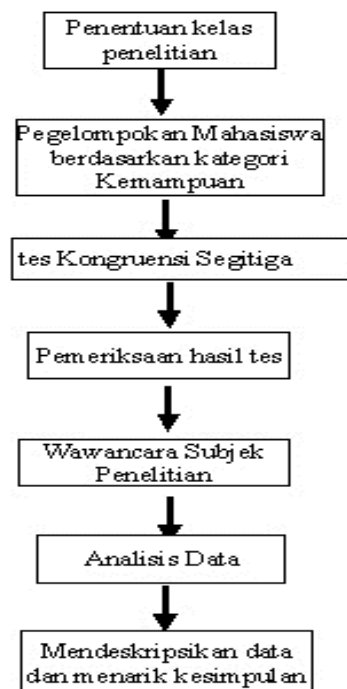 Penentuan kelas
penelitian
Pegelompokan Mahasiswa
berdasarkan kategori
Kemampuan
tes Kongruensi Segitiga
Pemeriksaan hasil tes
Wawancara Subjek
Penelitian
Analisis Data
Mendeskripsikan data
dan menarik kesimpulan